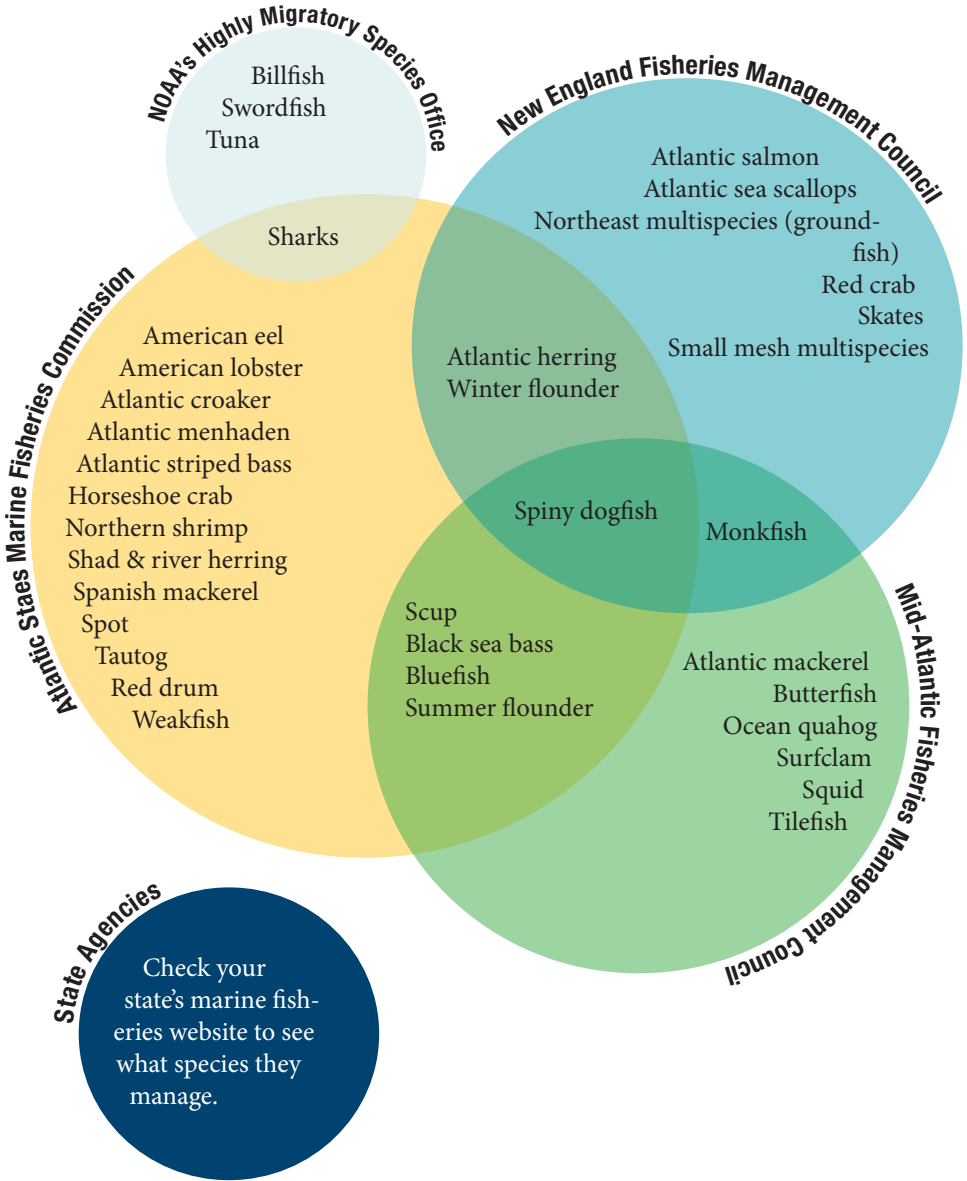 NOAA's Highly Migratory Species Office
Billfish
Swordfish
Tuna
Sharks
New England Fisheries Management Council
Atlantic salmon
Atlantic sea scallops
Northeast multispecies (ground-
fish)
Red crab
Skates
Small mesh multispecies
Atlantic herring
Winter flounder
Atlantic Staes Marine Fisheries Commission
American eel
American lobster
Atlantic croaker
Atlantic menhaden
Atlantic striped bass
Horseshoe crab
Northern shrimp
Shad & river herring
Spanish mackerel
Spot
Tautog
Red drum
Weakfish
Spiny dogfish
Monkfish
Scup
Black sea bass
Bluefish
Summer flounder
Mid-Atlantic Fisheries Management Council
Atlantic mackerel
Butterfish
Ocean quahog
Surfclam
Squid
Tilefish
State Agencies
Check your
state's marine fish-
eries website to see
what species they
manage.